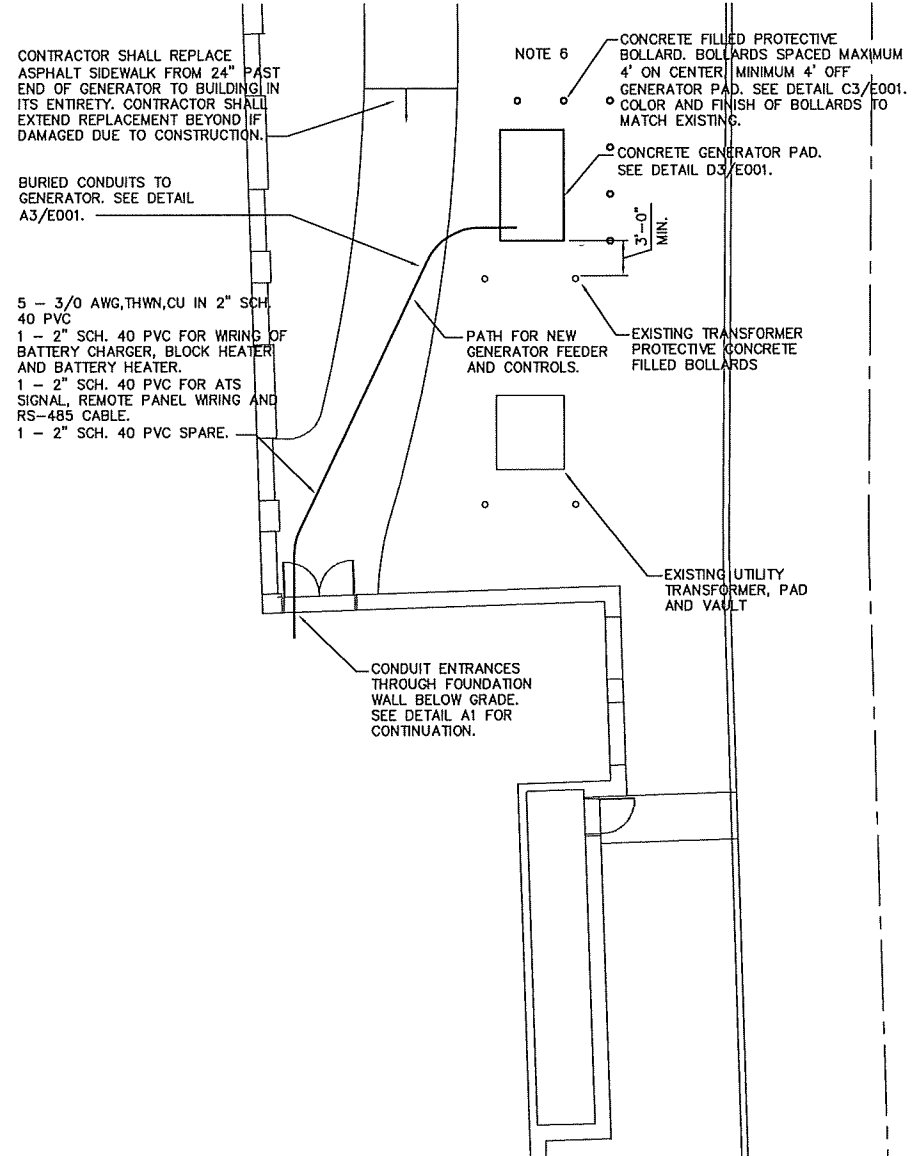 CONTRACTOR SHALL REPLACE
ASPHALT SIDEWALK FROM 24" PAST
END OF GENERATOR TO BUILDING IN
ITS ENTIRETY. CONTRACTOR SHALL
EXTEND REPLACEMENT BEYOND IF
DAMAGED DUE TO CONSTRUCTION.
NOTE 6
CONCRETE FILLED PROTECTIVE
BOLLARD. BOLLARDS SPACED MAXIMUM
4' ON CENTER, MINIMUM 4' OFF
GENERATOR PAD. SEE DETAIL C3/E001.
COLOR AND FINISH OF BOLLARDS TO
MATCH EXISTING.
CONCRETE GENERATOR PAD.
SEE DETAIL D3/E001.
BURIED CONDUITS TO
GENERATOR. SEE DETAIL
A3/E001.
3'-0"
MIN.
5 - 3/0 AWG,THWN,CU IN 2" SCH.
40 PVC
1 - 2" SCH. 40 PVC FOR WIRING OF
BATTERY CHARGER, BLOCK HEATER
AND BATTERY HEATER.
1 - 2" SCH. 40 PVC FOR ATS
SIGNAL, REMOTE PANEL WIRING AND
RS-485 CABLE.
1 - 2" SCH. 40 PVC SPARE.
PATH FOR NEW
GENERATOR FEEDER
AND CONTROLS.
EXISTING TRANSFORMER
PROTECTIVE CONCRETE
FILLED BOLLARDS
EXISTING UTILITY
TRANSFORMER, PAD
AND VAULT
CONDUIT ENTRANCES
THROUGH FOUNDATION
WALL BELOW GRADE.
SEE DETAIL A1 FOR
CONTINUATION.